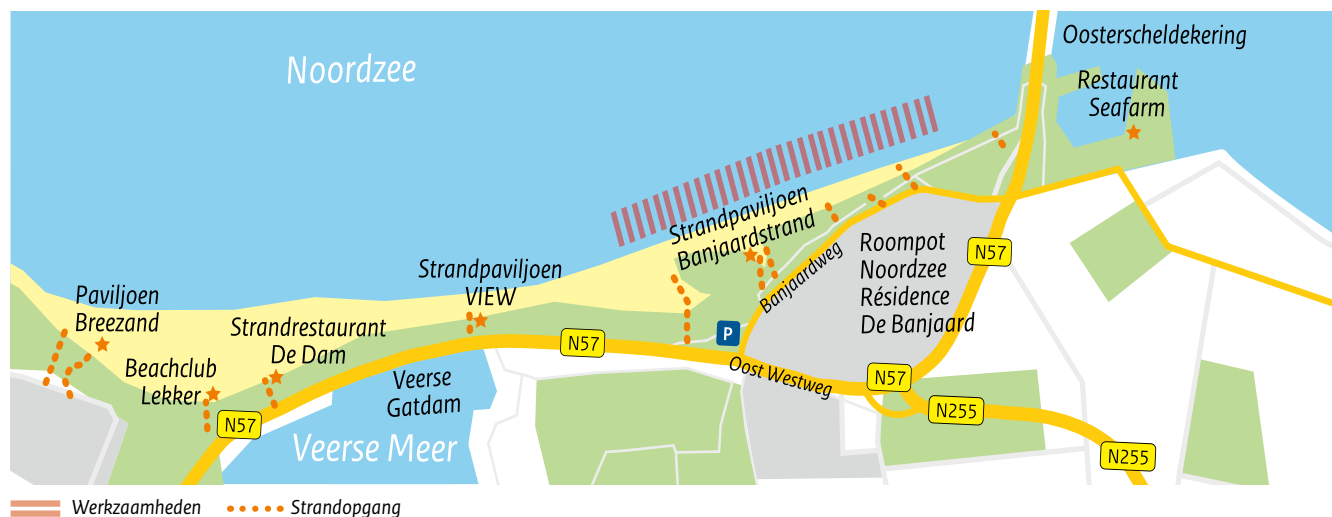 Noordzee
Oosterscheldekering
Restaurant
Seafarm
Strandpaviljoen
Banjaardstrand
Roompot
Noordzee
Résidence
De Banjaard
Banjaardweg
N57
Strandpaviljoen
VIEW
Paviljoen
Breezand
Strandrestaurant
De Dam
Beachclub
Lekker
N57
P
Oost Westweg
Veerse
Gatdam
N57
N57
N255
N255
Veerse Meer
Werkzaamheden
Strandopgang